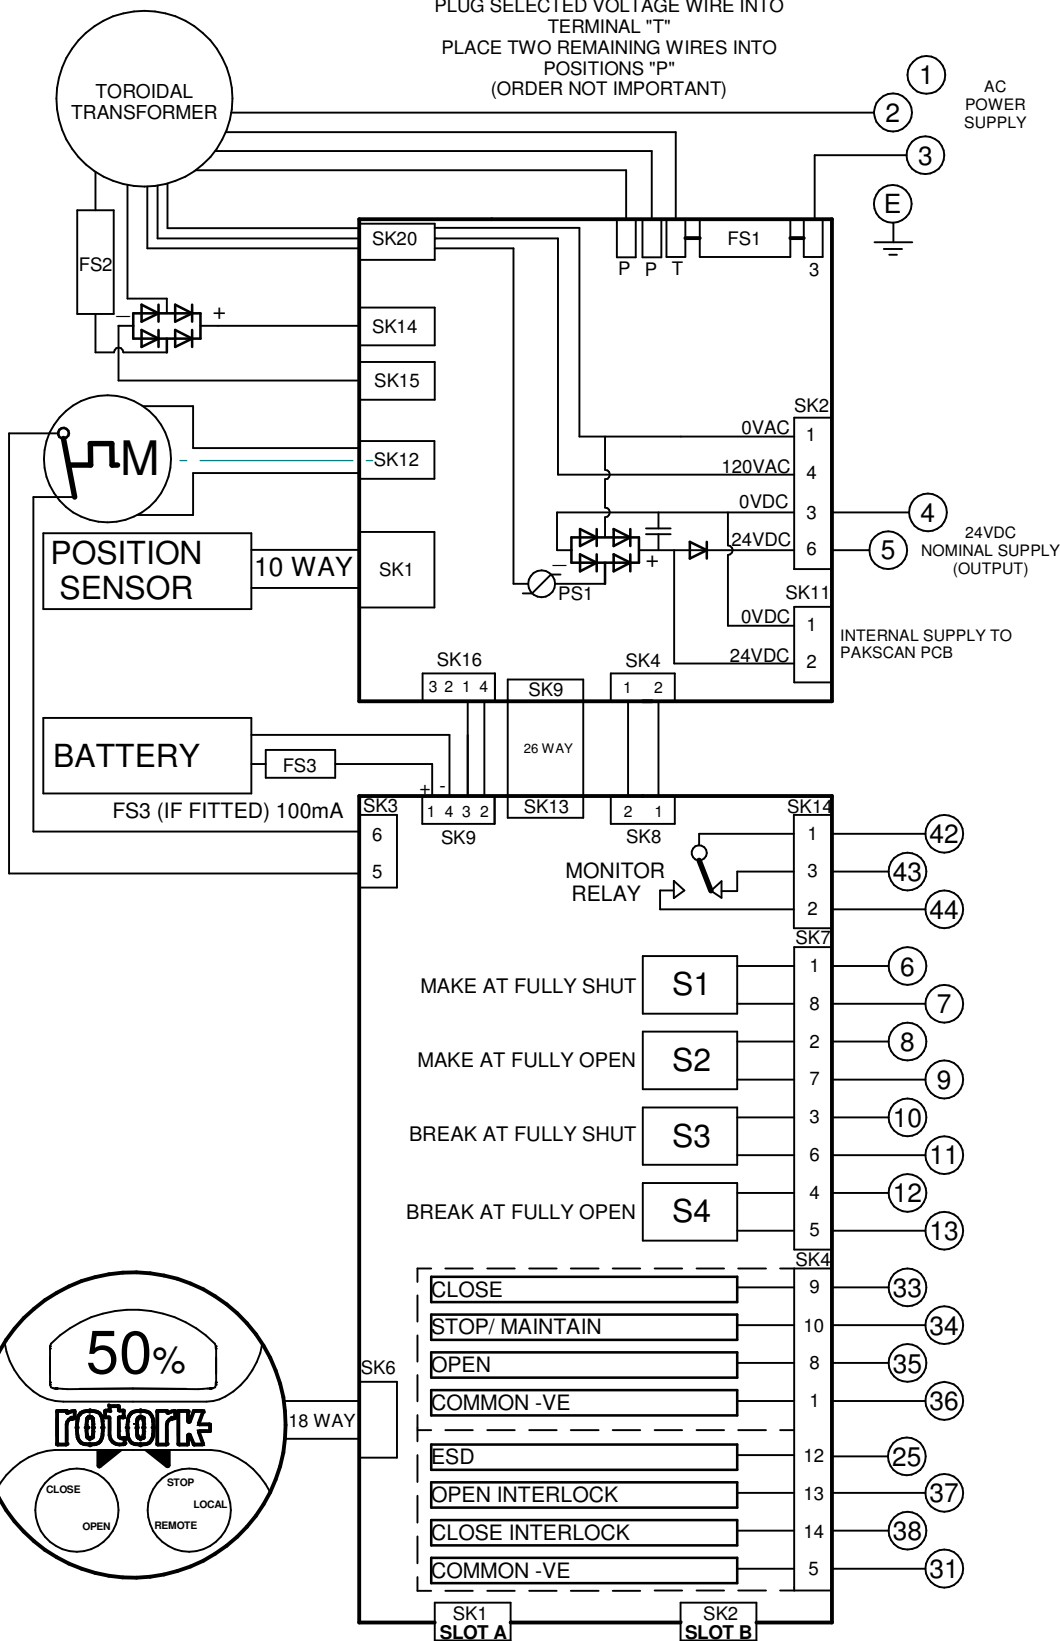 PLUG SELECTED VOLTAGE WIRE INTO
TERMINAL "T"
PLACE TWO REMAINING WIRES INTO
POSITIONS "P"
(ORDER NOT IMPORTANT)
TOROIDAL
TRANSFORMER
1
2
3
E
AC
POWER
SUPPLY
FS2
SK20
P P T
FS1
3
– +
SK14
SK15
M
SK12
SK2
0VAC 1
120VAC 4
0VDC 3
24VDC 6
4
5
24VDC
NOMINAL SUPPLY
(OUTPUT)
– +
PS1
POSITION
SENSOR
10 WAY
SK1
SK11
0VDC 1
24VDC 2
INTERNAL SUPPLY TO
PAKSCAN PCB
SK16
3 2 1 4
SK9
SK4
1 2
BATTERY
FS3
26 WAY
FS3 (IF FITTED) 100mA
+ -
SK3
6
5
1 4 3 2
SK9
SK13
2 1
SK8
SK14
MONITOR
RELAY
1 42
3 43
2 44
SK7
MAKE AT FULLY SHUT S1
1 6
8 7
MAKE AT FULLY OPEN S2
2 8
7 9
BREAK AT FULLY SHUT S3
3 10
6 11
BREAK AT FULLY OPEN S4
4 12
5 13
SK4
CLOSE 9 33
STOP/ MAINTAIN 10 34
OPEN 8 35
COMMON -VE 1 36
ESD 12 25
OPEN INTERLOCK 13 37
CLOSE INTERLOCK 14 38
COMMON -VE 5 31
50%
rotork
CLOSE
OPEN
STOP
LOCAL
REMOTE
18 WAY
SK6
SK1
SLOT A
SK2
SLOT B